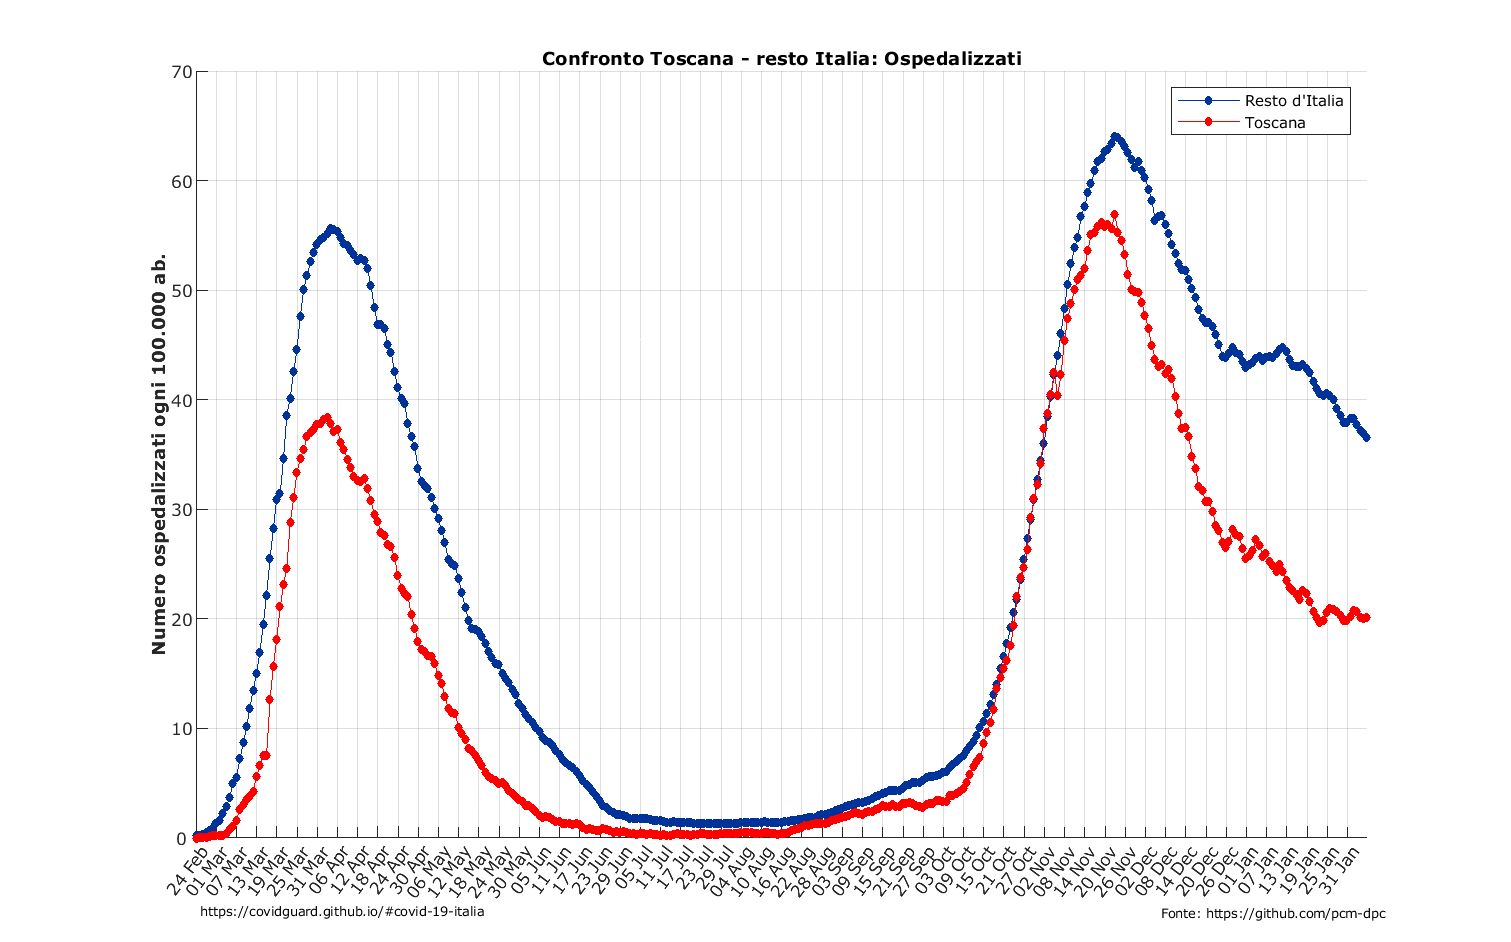 Confronto Toscana - resto Italia: Ospedalizzati
Resto d'Italia
Toscana
Numero ospedalizzati ogni 100.000 ab.
70
60
50
40
30
20
10
0
24 Feb
01 Mar
07 Mar
13 Mar
19 Mar
25 Mar
31 Mar
06 Apr
12 Apr
18 Apr
24 Apr
30 Apr
06 May
12 May
18 May
24 May
30 May
05 Jun
11 Jun
17 Jun
23 Jun
29 Jun
05 Jul
11 Jul
17 Jul
23 Jul
29 Jul
04 Aug
10 Aug
16 Aug
22 Aug
28 Aug
03 Sep
09 Sep
15 Sep
21 Sep
27 Sep
03 Oct
09 Oct
15 Oct
21 Oct
27 Oct
02 Nov
08 Nov
14 Nov
20 Nov
26 Nov
02 Dec
08 Dec
14 Dec
20 Dec
26 Dec
01 Jan
07 Jan
13 Jan
19 Jan
25 Jan
31 Jan
https://covidguard.github.io/#covid-19-italia
Fonte: https://github.com/pcm-dpc